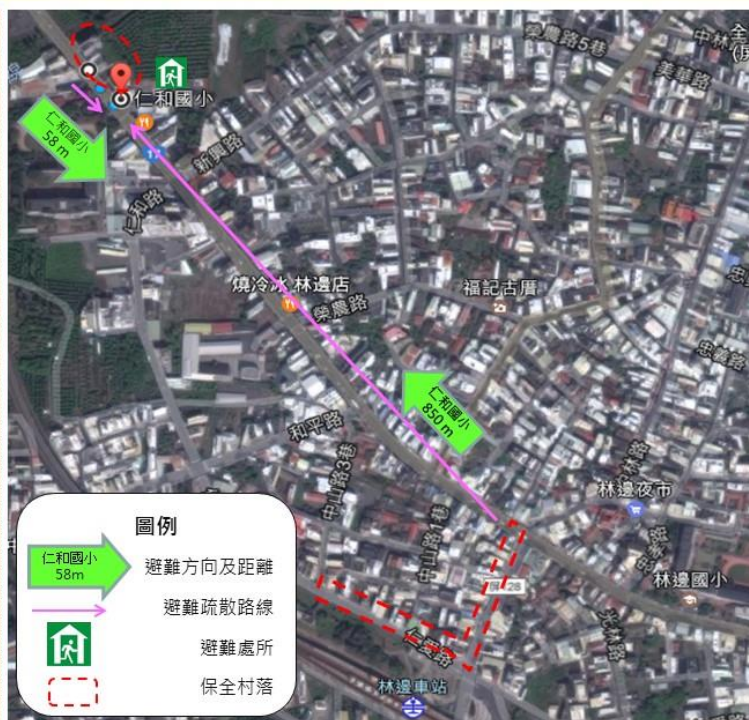 榮農路5巷
中林
全
美華路
仁和國小
仁和國小
58 m
17
新興路
仁和路
燒冷冰 林邊店
福記古厝
榮農路
忠義路
仁和國小
850 m
和平路
中山路3巷
中山路1巷
林邊夜市
林邊國小
仁愛路
光林路
林邊車站
圖例
仁和國小
58m
避難方向及距離
避難疏散路線
避難處所
保全村落